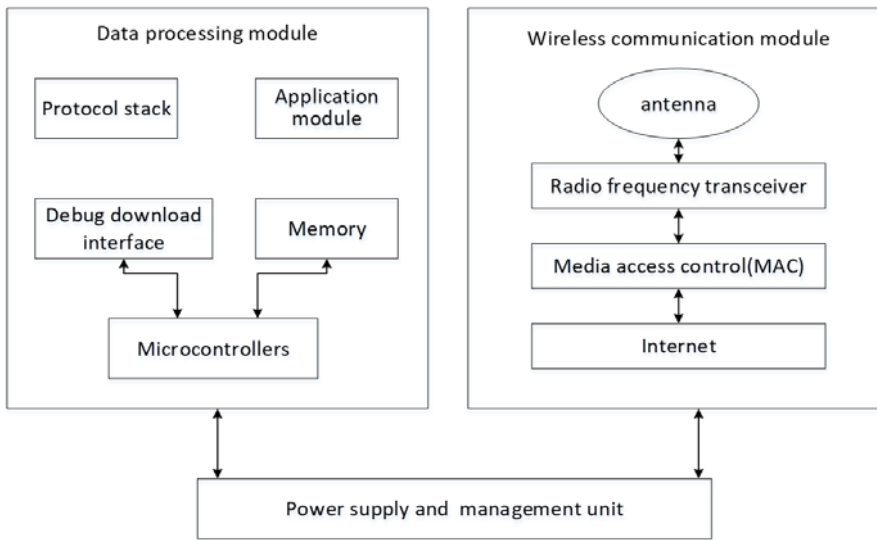 Data processing module
Protocol stack
Application
module
Debug download
interface
Memory
Microcontrollers
Wireless communication module
antenna
Radio frequency transceiver
Media access control(MAC)
Internet
Power supply and management unit